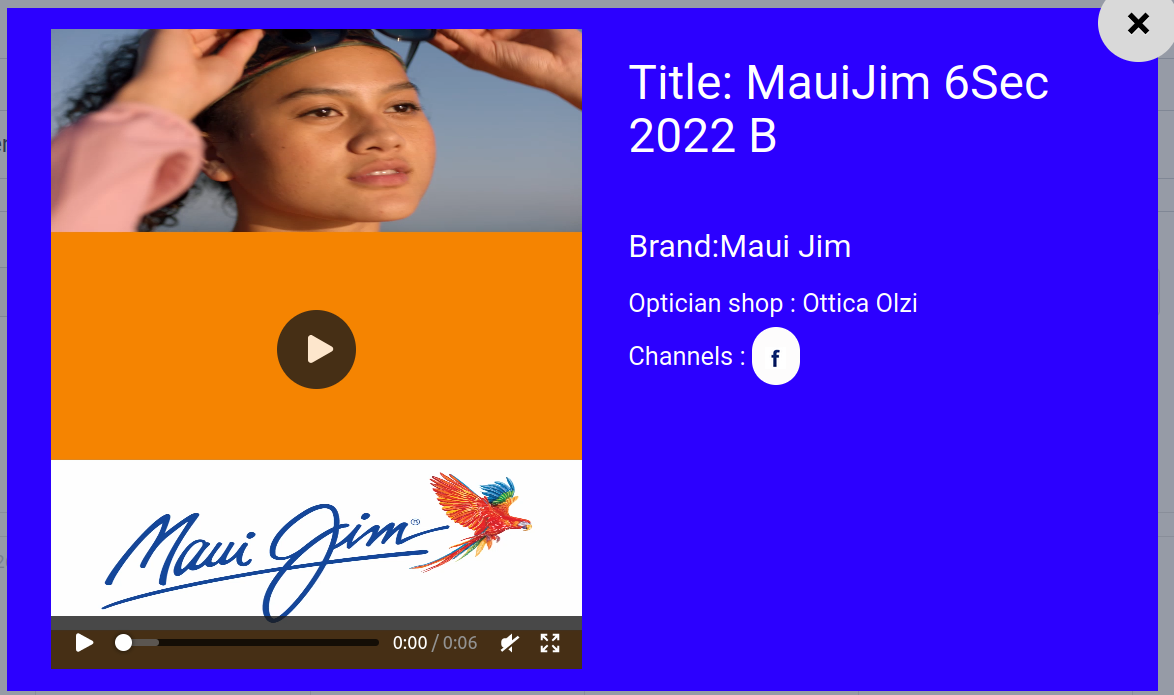 Title: MauiJim 6Sec
2022 B
Brand:Maui Jim
Optician shop : Ottica Olzi
Channels : f
Maui Jim®
0:00 / 0:06